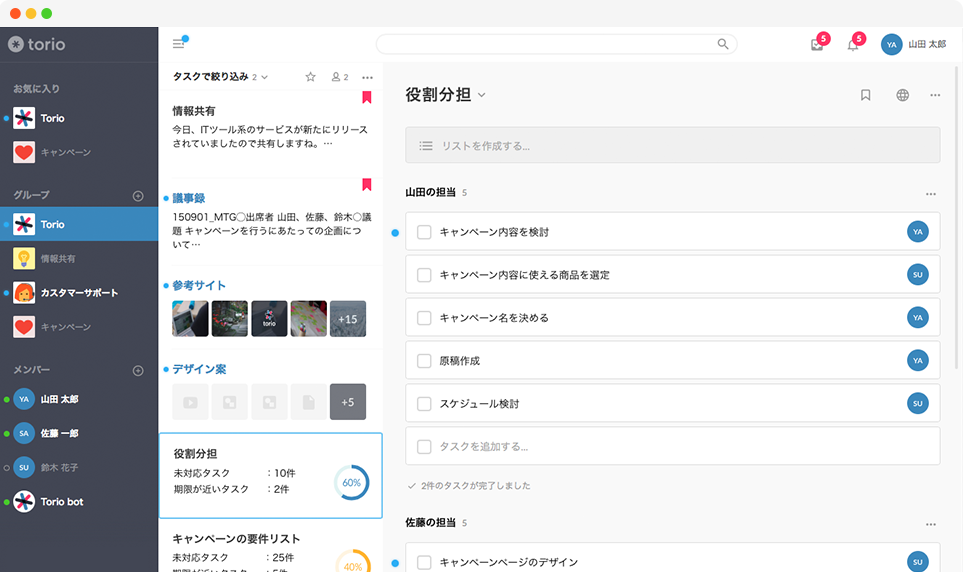 torio
5
5
YA 山田 太郎
お気に入り
Torio
キャンペーン
グループ
Torio
情報共有
カスタマーサポート
キャンペーン
メンバー
YA 山田 太郎
SA 佐藤 一郎
SU 鈴木 花子
Torio bot
タスクで絞り込み 2
2
情報共有
今日、ITツール系のサービスが新たにリリース
されていましたので共有しますね。…
議事録
150901_MTG○出席者 山田、佐藤、鈴木○議
題 キャンペーンを行うにあたっての企画につ
いて…
参考サイト
torio
+15
デザイン案
+5
役割分担
未対応タスク ：10件
期限が近いタスク ：2件
60%
キャンペーンの要件リスト
未対応タスク ：25件
期限が近いタスク ：5件
40%
役割分担
リストを作成する...
山田の担当 5
キャンペーン内容を検討 YA
キャンペーン内容に使える商品を選定 SU
キャンペーン名を決める YA
原稿作成 YA
スケジュール検討 SU
タスクを追加する...
2件のタスクが完了しました
佐藤の担当 5
キャンペーンページのデザイン SU